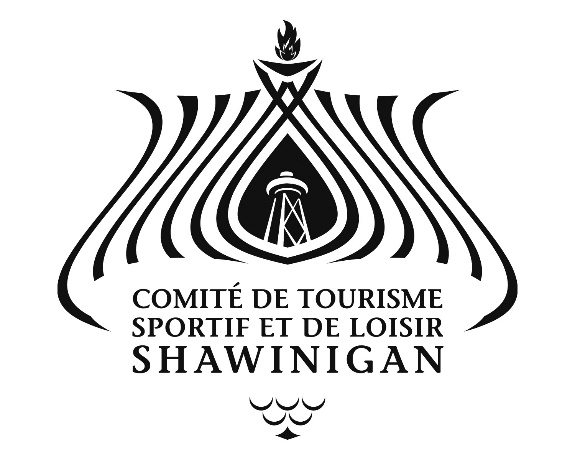 COMITÉ DE TOURISME
SPORTIF ET DE LOISIR
SHAWINIGAN